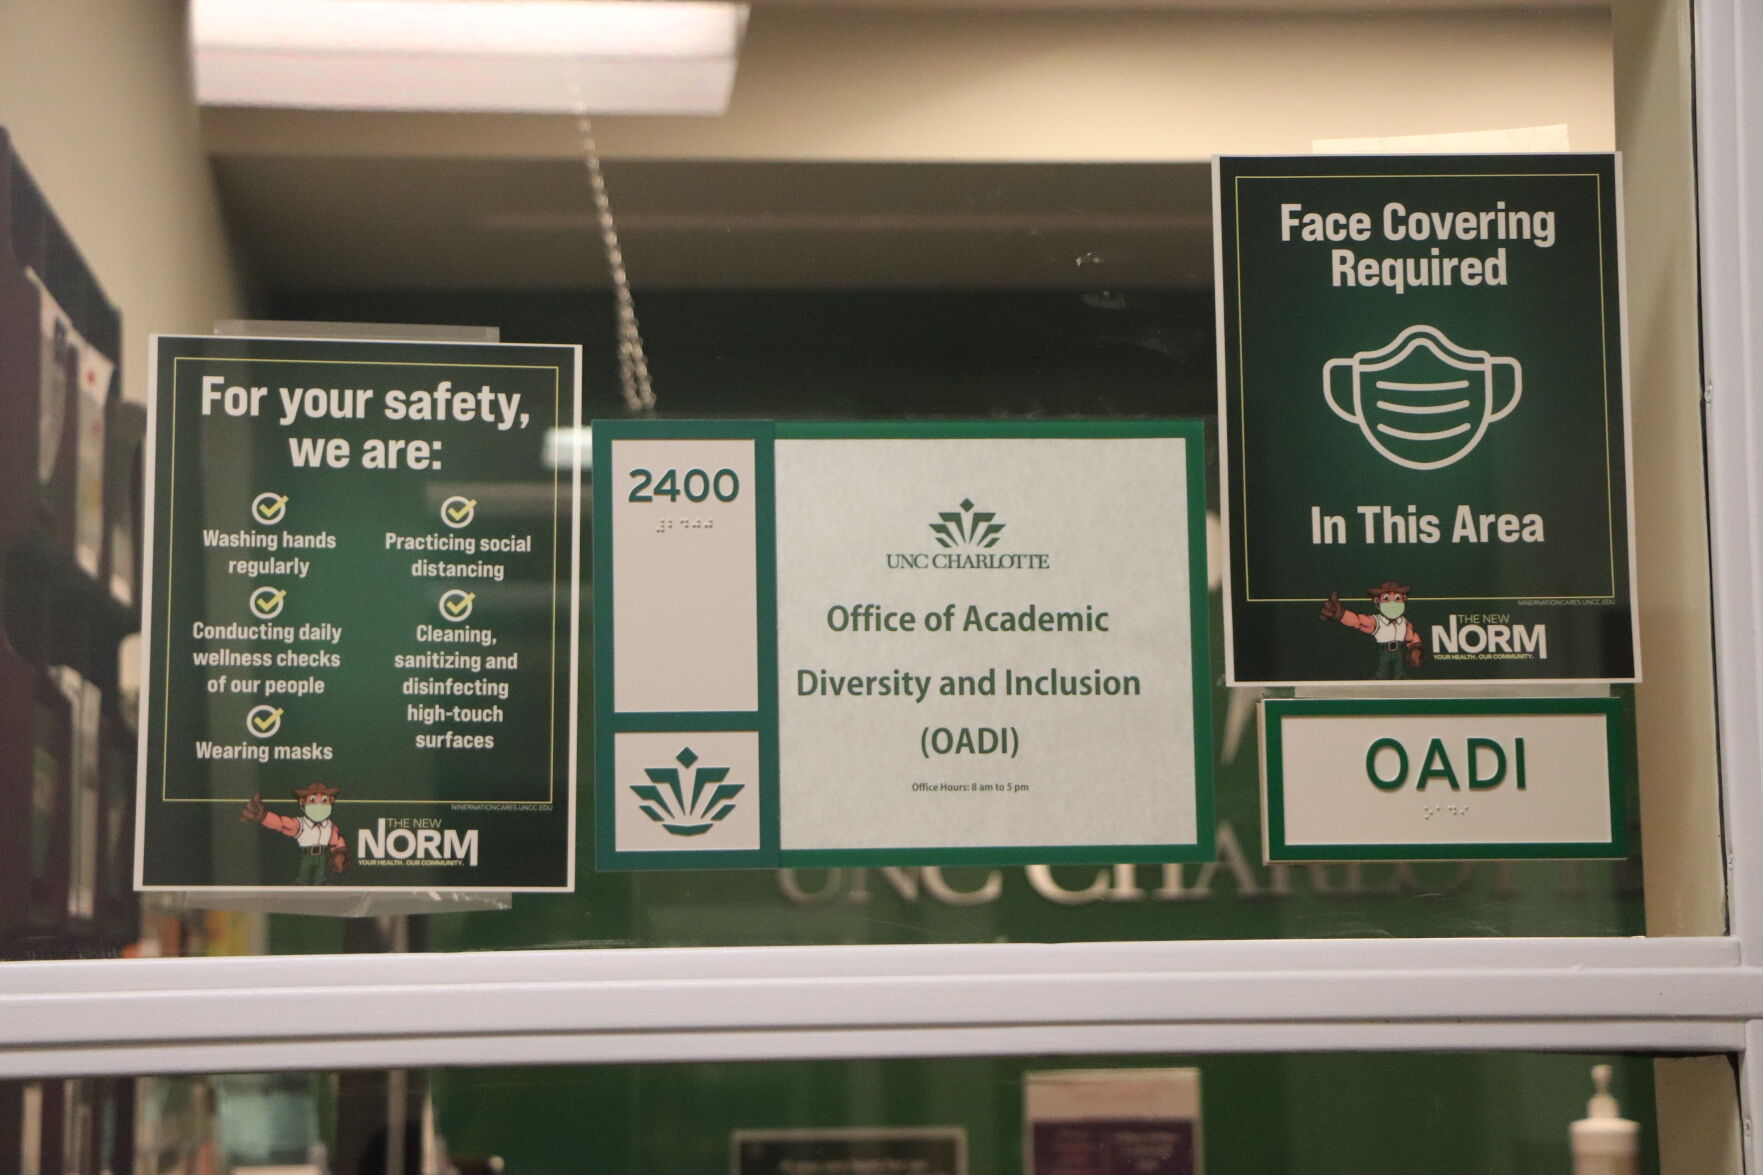 For your safety,
we are:
Washing hands
regularly
Conducting daily
wellness checks
of our people
Wearing masks
Practicing social
distancing
Cleaning,
sanitizing and
disinfecting
high-touch
surfaces
NINERNATIONCARES.UNCC.EDU
THE NEW
NORM
YOUR HEALTH. OUR COMMUNITY.
2400
UNC CHARLOTTE
Office of Academic
Diversity and Inclusion
(OADI)
Office Hours: 8 am to 5 pm
Face Covering
Required
In This Area
NINERNATIONCARES.UNCC.EDU
THE NEW
NORM
YOUR HEALTH. OUR COMMUNITY.
OADI
UNC CHARLOTTE